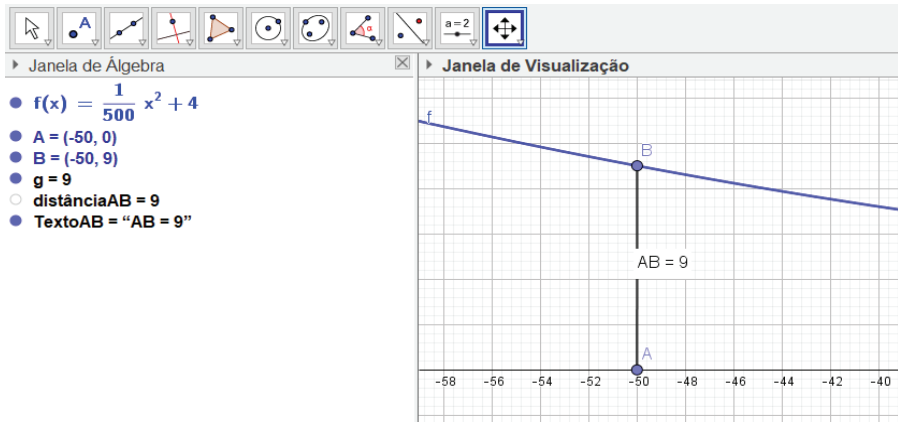 A
α
a=2
Janela de Álgebra
Janela de Visualização
f(x) = 1/500 x² + 4
A = (-50, 0)
B = (-50, 9)
g = 9
distânciaAB = 9
TextoAB = “AB = 9”
f
B
AB = 9
A
-58 -56 -54 -52 -50 -48 -46 -44 -42 -40